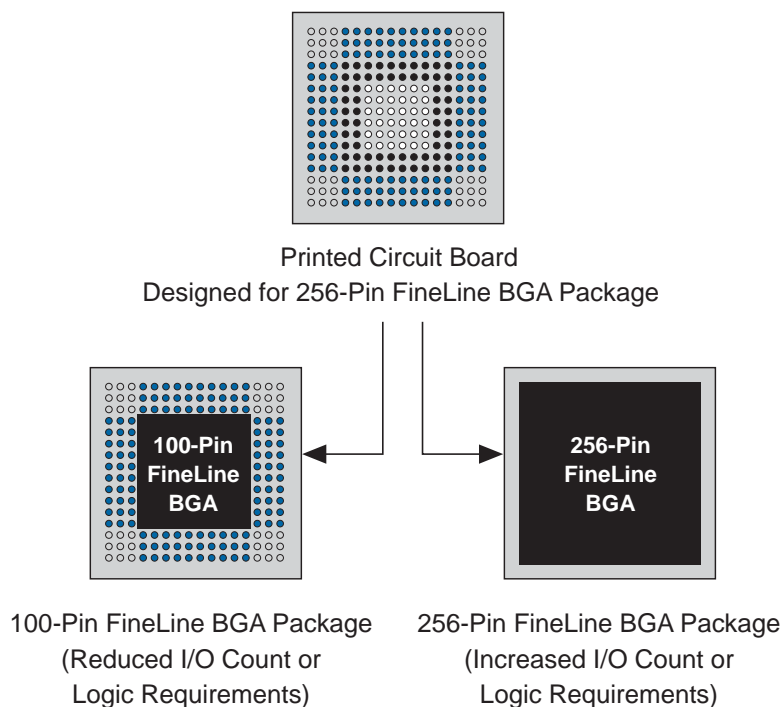 Printed Circuit Board
Designed for 256-Pin FineLine BGA Package
100-Pin
FineLine
BGA
256-Pin
FineLine
BGA
100-Pin FineLine BGA Package
(Reduced I/O Count or
Logic Requirements)
256-Pin FineLine BGA Package
(Increased I/O Count or
Logic Requirements)